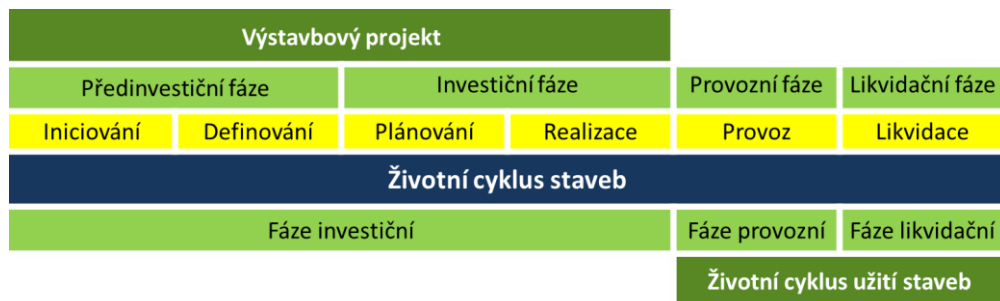 Výstavbový projekt
Předinvestiční fáze Investiční fáze Provozní fáze Likvidační fáze
Iniciování Definování Plánování Realizace Provoz Likvidace
Životní cyklus staveb
Fáze investiční Fáze provozní Fáze likvidační
Životní cyklus užití staveb